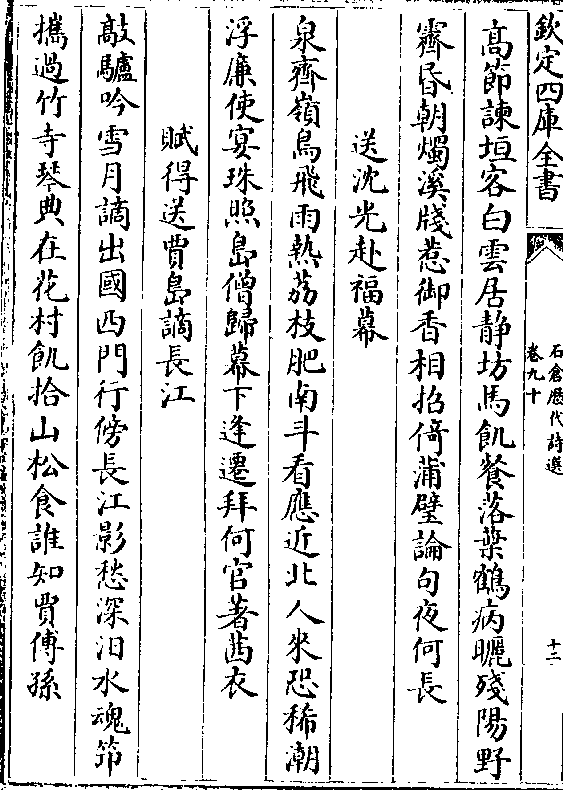 欽定四庫全書
石倉歷代詩選
卷九十
十二
高節諫垣客白雲居靜坊馬飢餐落葉鶴病曬殘陽野
霽昏朝燭溪牋惹御香相招倚蒲璧論句夜何長
送沈光赴福幕
泉齊嶺鳥飛雨熟荔枝肥南斗看應近北人來恐稀潮
浮廉使宴珠照島僧歸幕下逢遷拜何官著茜衣
賦得送賈島謫長江
敲驢吟雪月謫出國西門行傍長江影愁深汨水魂筇
攜過竹寺琴典在花村飢拾山松食誰知賈傅孫